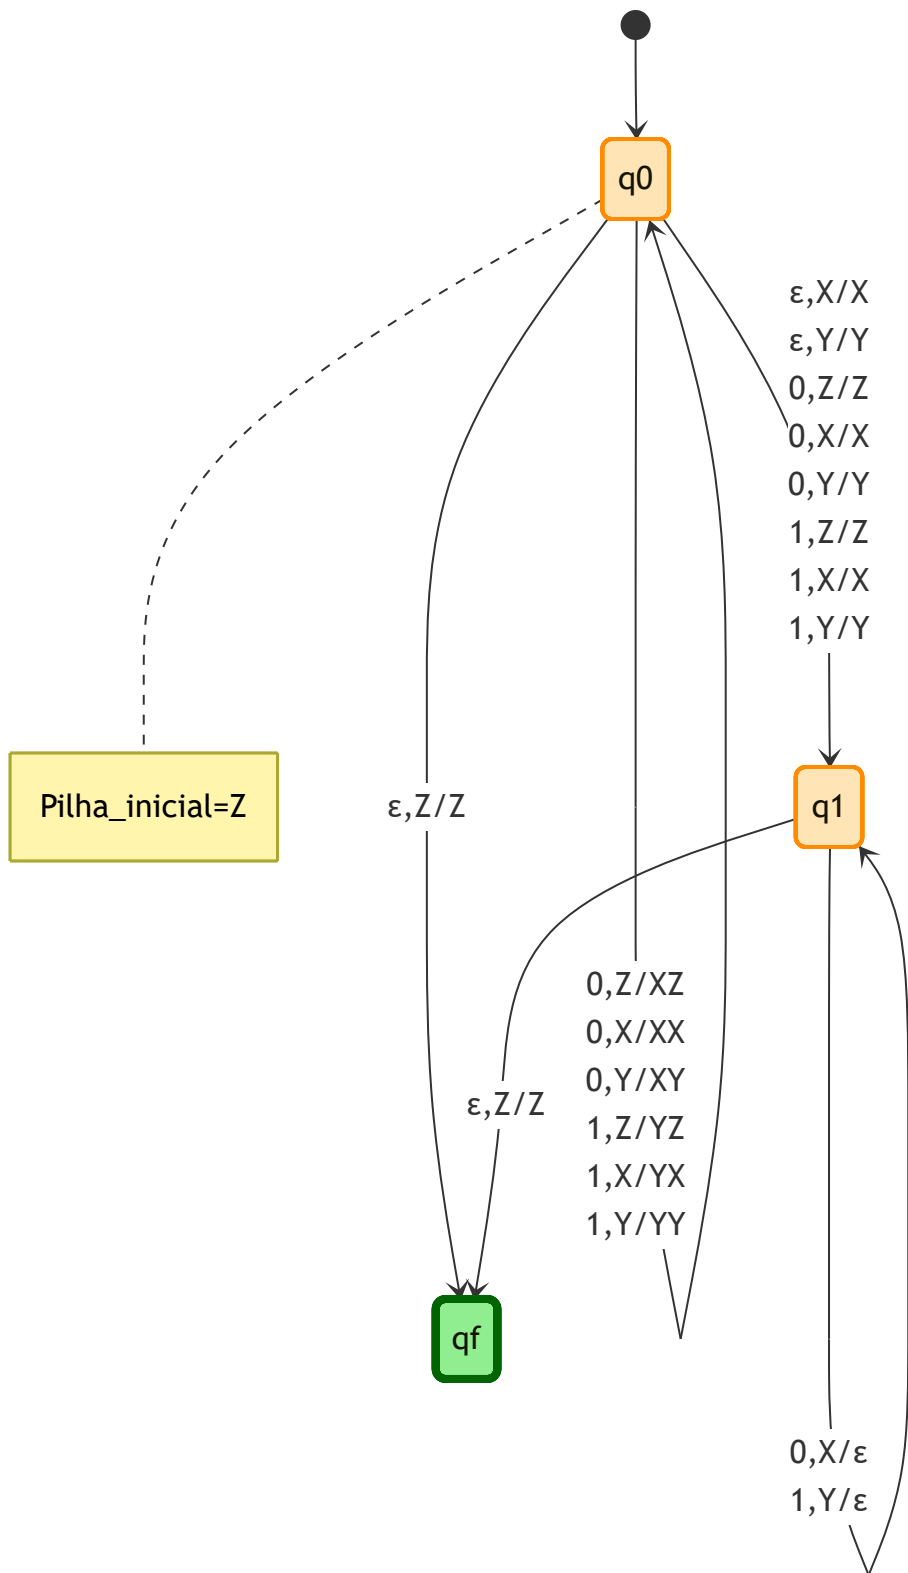 q0
ε,X/X
ε,Y/Y
0,Z/Z
0,X/X
0,Y/Y
1,Z/Z
1,X/X
1,Y/Y
Pilha_inicial=Z
ε,Z/Z
q1
0,Z/XZ
0,X/XX
0,Y/XY
1,Z/YZ
1,X/YX
1,Y/YY
ε,Z/Z
qf
0,X/ε
1,Y/ε